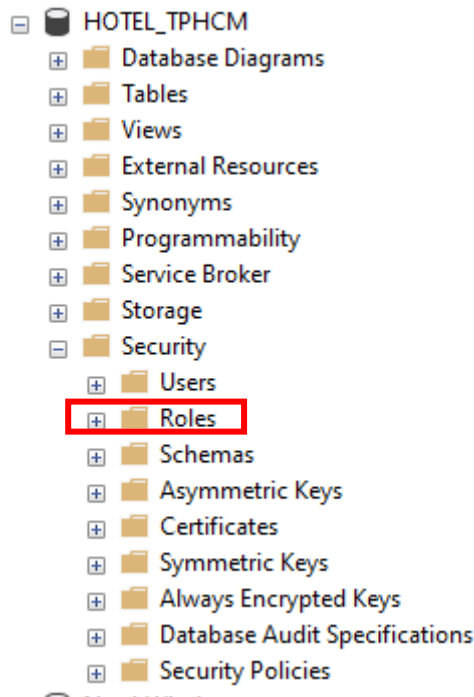 HOTEL_TPHCM
Database Diagrams
Tables
Views
External Resources
Synonyms
Programmability
Service Broker
Storage
Security
Users
Roles
Schemas
Asymmetric Keys
Certificates
Symmetric Keys
Always Encrypted Keys
Database Audit Specifications
Security Policies